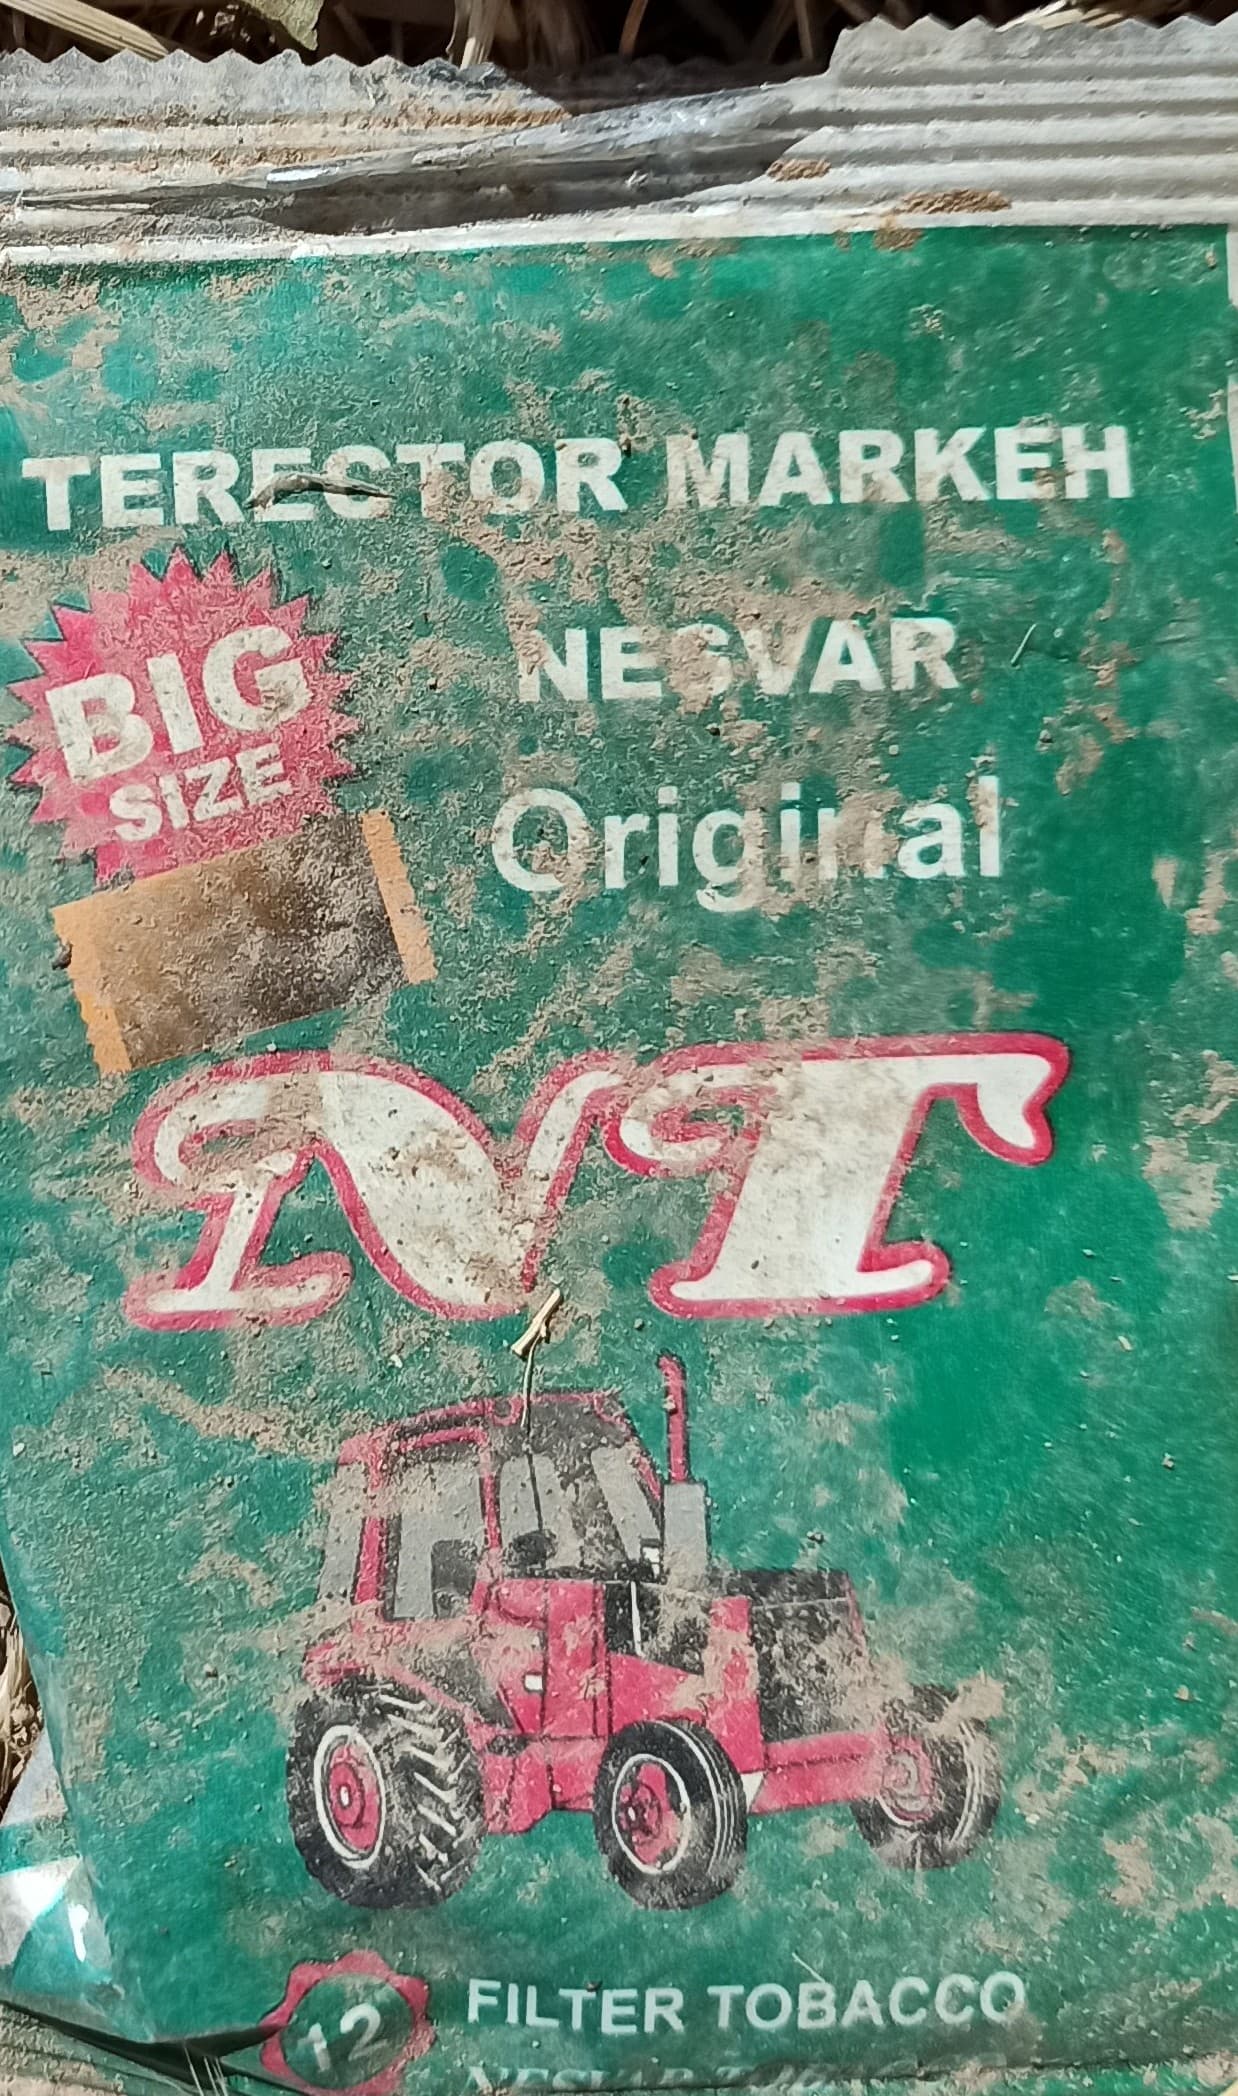 TERECTOR MARKEH
BIG
SIZE
NESVAR
Original
NT
12
FILTER TOBACCO